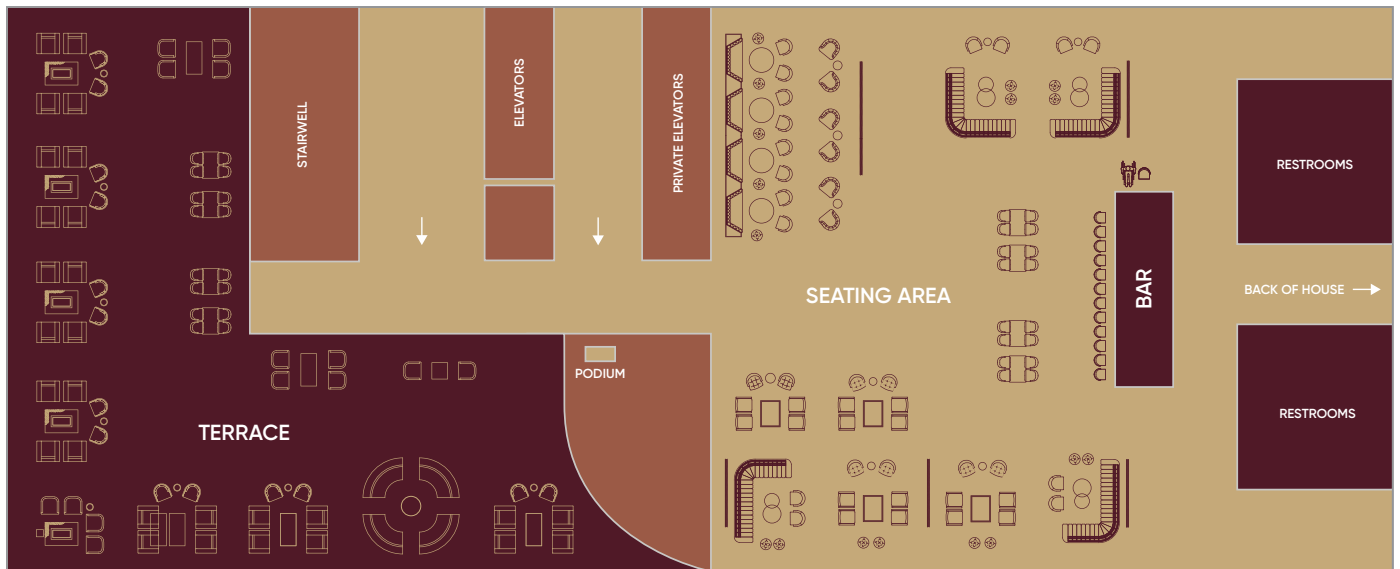 STAIRWELL
ELEVATORS
PRIVATE ELEVATORS
RESTROOMS
SEATING AREA
BAR
BACK OF HOUSE
PODIUM
TERRACE
RESTROOMS